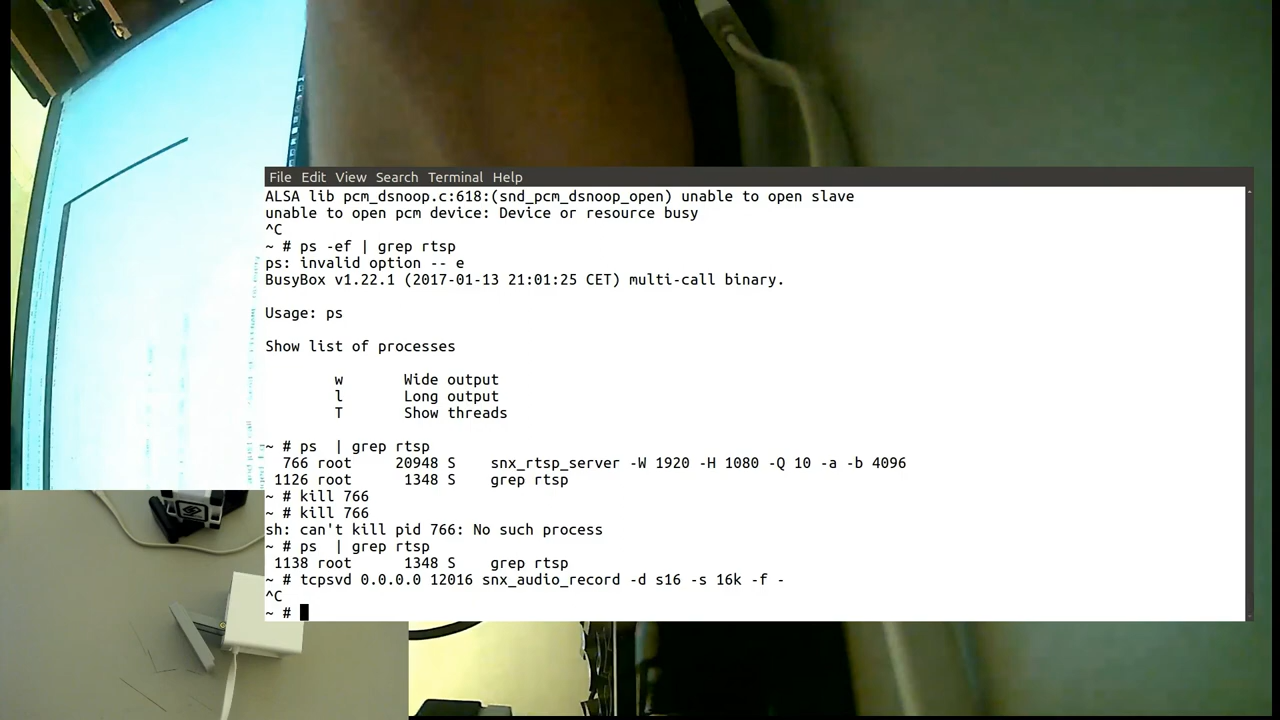 File Edit View Search Terminal Help
ALSA lib pcm_dsnoop.c:618:(snd_pcm_dsnoop_open) unable to open slave
unable to open pcm device: Device or resource busy
^C
~ # ps -ef | grep rtsp
ps: invalid option -- e
BusyBox v1.22.1 (2017-01-13 21:01:25 CET) multi-call binary.
Usage: ps
Show list of processes
w Wide output
l Long output
T Show threads
~ # ps  | grep rtsp
766 root 20948 S snx_rtsp_server -W 1920 -H 1080 -Q 10 -a -b 4096
1126 root 1348 S grep rtsp
~ # kill 766
~ # kill 766
sh: can't kill pid 766: No such process
~ # ps  | grep rtsp
1138 root 1348 S grep rtsp
~ # tcpsvd 0.0.0.0 12016 snx_audio_record -d s16 -s 16k -f -
^C
~ #